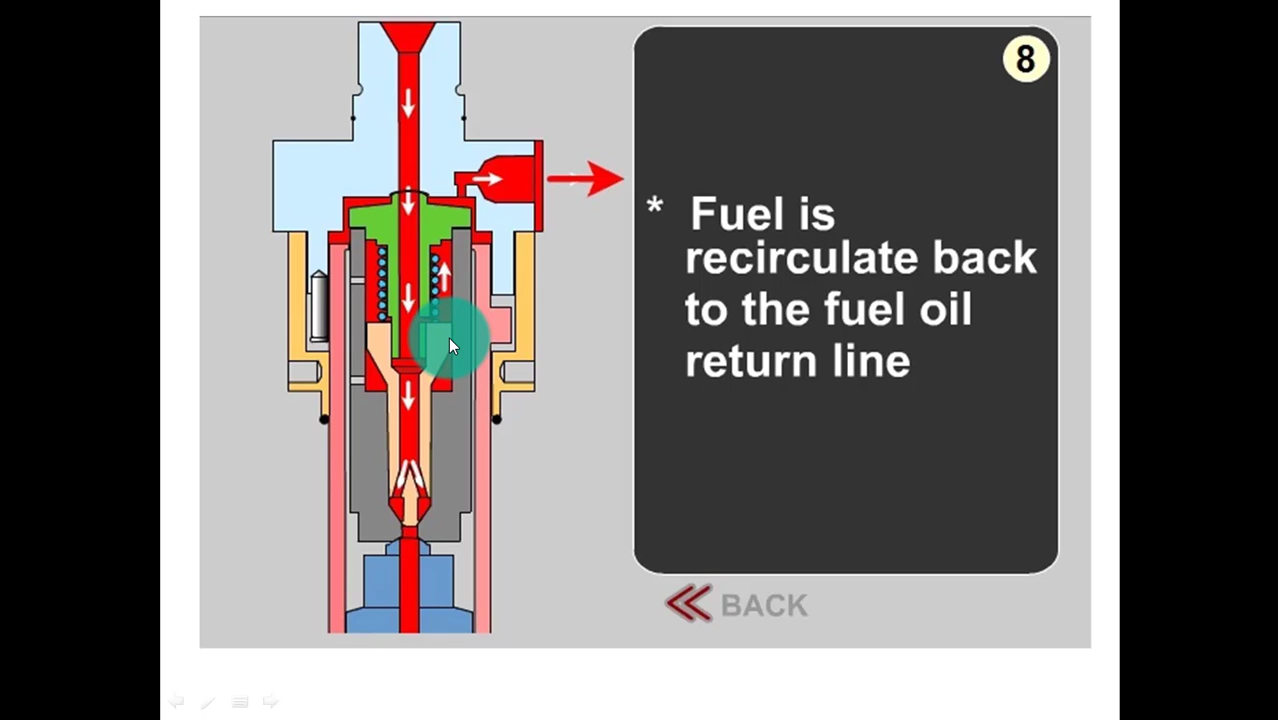 8
* Fuel is
recirculate back
to the fuel oil
return line
BACK